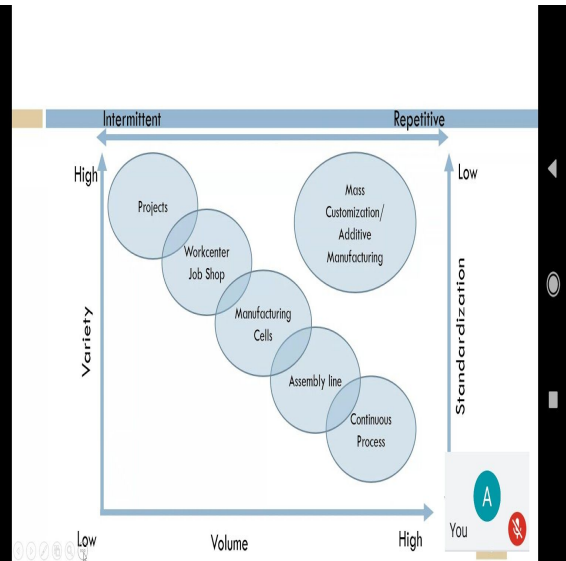 Intermittent Repetitive
High Low
Projects
Mass
Customization/
Additive
Manufacturing
Workcenter
Job Shop
Manufacturing
Cells
Assembly line
Continuous
Process
Variety
Standardization
Low Volume High
A
You